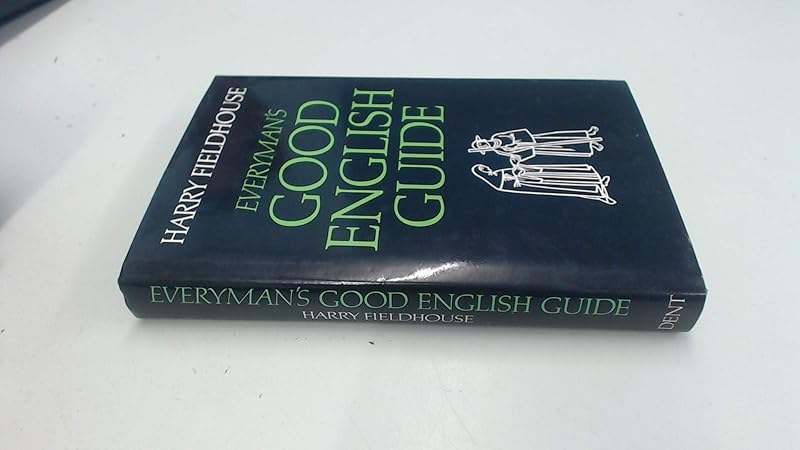 HARRY FIELDHOUSE
EVERYMAN'S
GOOD
ENGLISH
GUIDE
EVERYMAN'S GOOD ENGLISH GUIDE
HARRY FIELDHOUSE
DENT